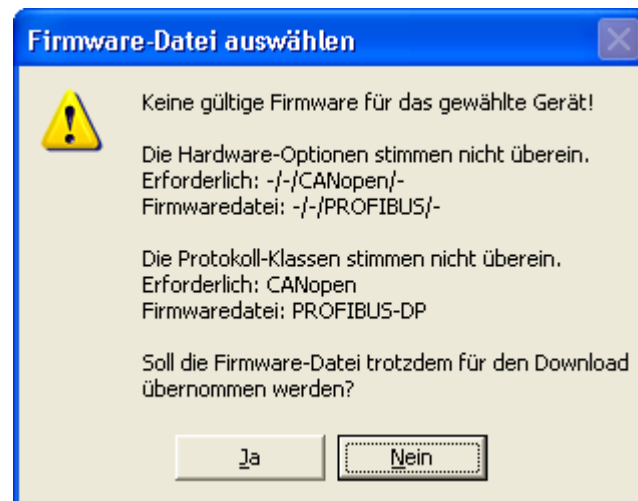 Firmware-Datei auswählen
Keine gültige Firmware für das gewählte Gerät!
Die Hardware-Optionen stimmen nicht überein.
Erforderlich: -/-/CANopen/-
Firmwaredatei: -/-/PROFIBUS/-
Die Protokoll-Klassen stimmen nicht überein.
Erforderlich: CANopen
Firmwaredatei: PROFIBUS-DP
Soll die Firmware-Datei trotzdem für den Download
übernommen werden?
Ja
Nein